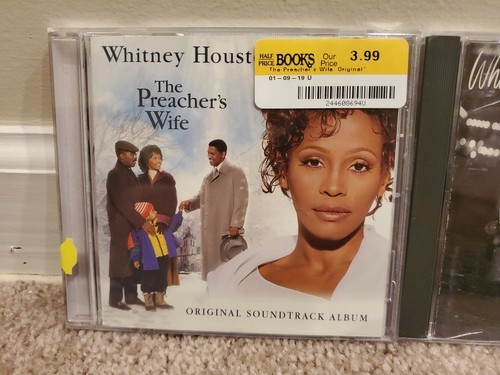 Whitney Houst
The
Preacher's
Wife
HALF
PRICE
BOOKS
Our
Price
3.99
The Preacher's Wife: Original
01-09-19 U
244608694U
ORIGINAL SOUNDTRACK ALBUM
Whi